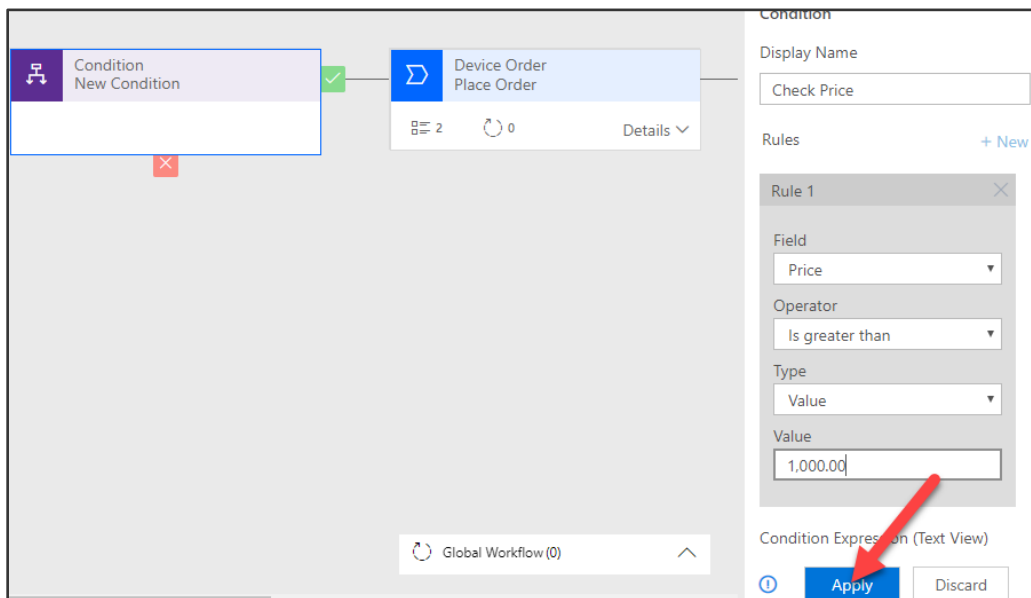 Condition
New Condition
Device Order
Place Order
2
0
Details
Global Workflow (0)
Condition
Display Name
Check Price
Rules
+ New
Rule 1
Field
Price
Operator
Is greater than
Type
Value
Value
1,000.00
Condition Expression (Text View)
Apply
Discard